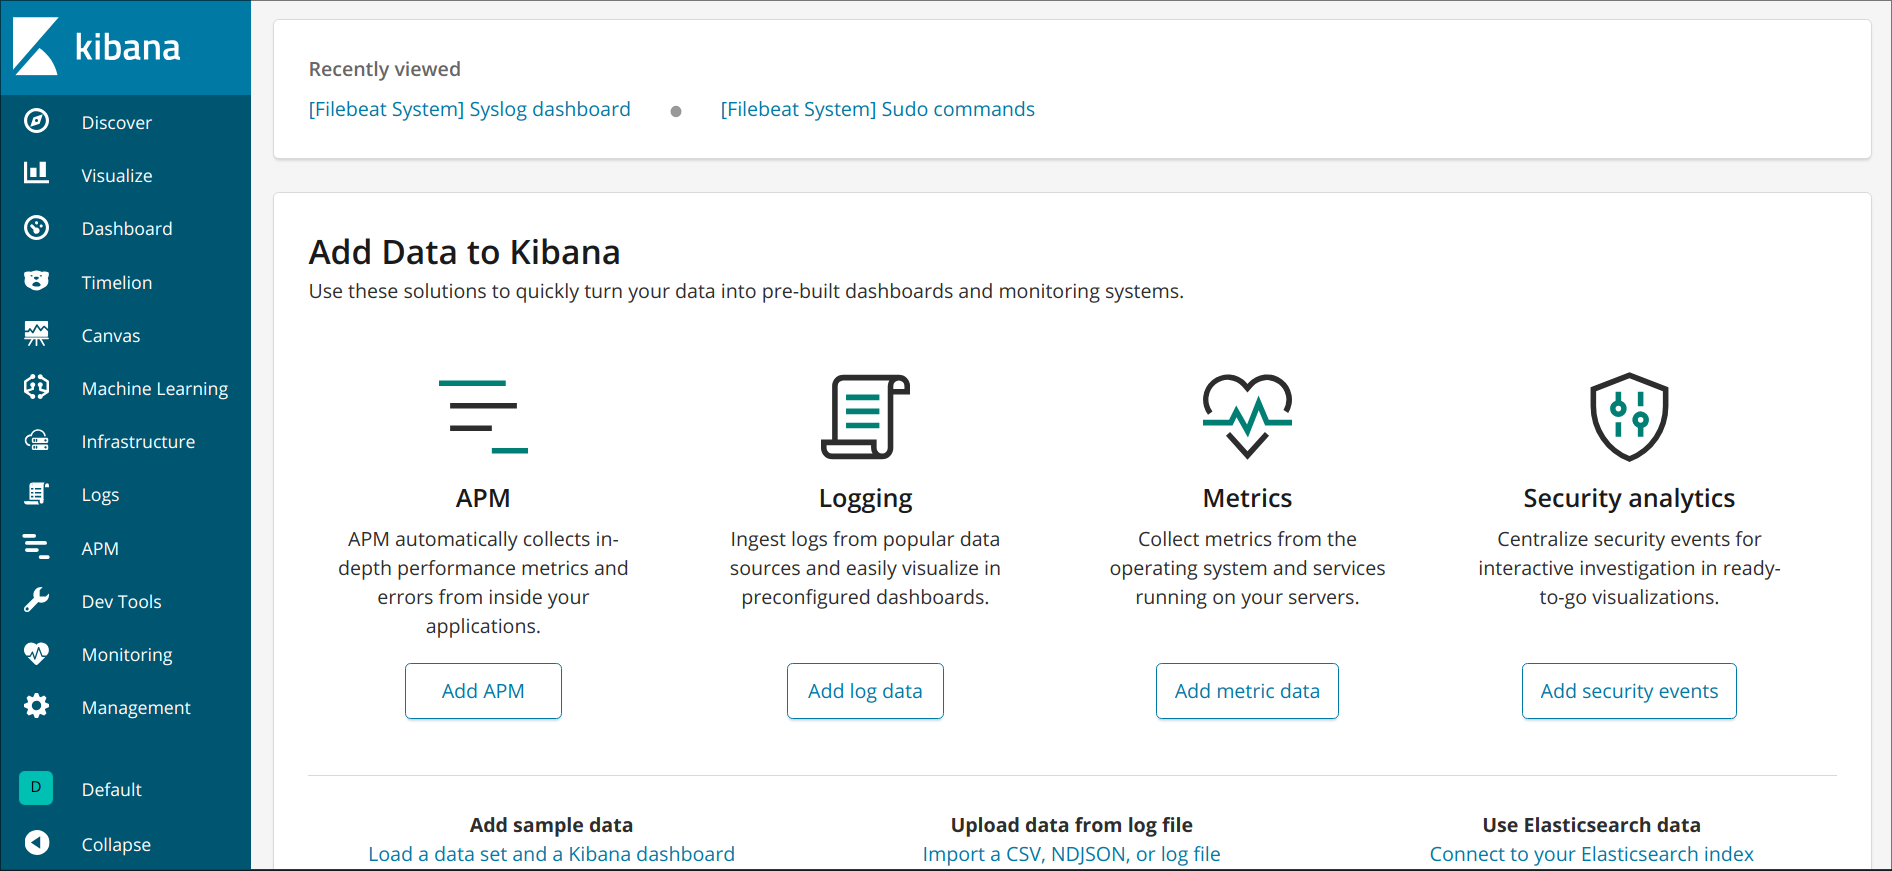 kibana
Discover
Visualize
Dashboard
Timelion
Canvas
Machine Learning
Infrastructure
Logs
APM
Dev Tools
Monitoring
Management
D
Default
Collapse
Recently viewed
[Filebeat System] Syslog dashboard
[Filebeat System] Sudo commands
Add Data to Kibana
Use these solutions to quickly turn your data into pre-built dashboards and monitoring systems.
APM
APM automatically collects in-
depth performance metrics and
errors from inside your
applications.
Add APM
Logging
Ingest logs from popular data
sources and easily visualize in
preconfigured dashboards.
Add log data
Metrics
Collect metrics from the
operating system and services
running on your servers.
Add metric data
Security analytics
Centralize security events for
interactive investigation in ready-
to-go visualizations.
Add security events
Add sample data
Load a data set and a Kibana dashboard
Upload data from log file
Import a CSV, NDJSON, or log file
Use Elasticsearch data
Connect to your Elasticsearch index